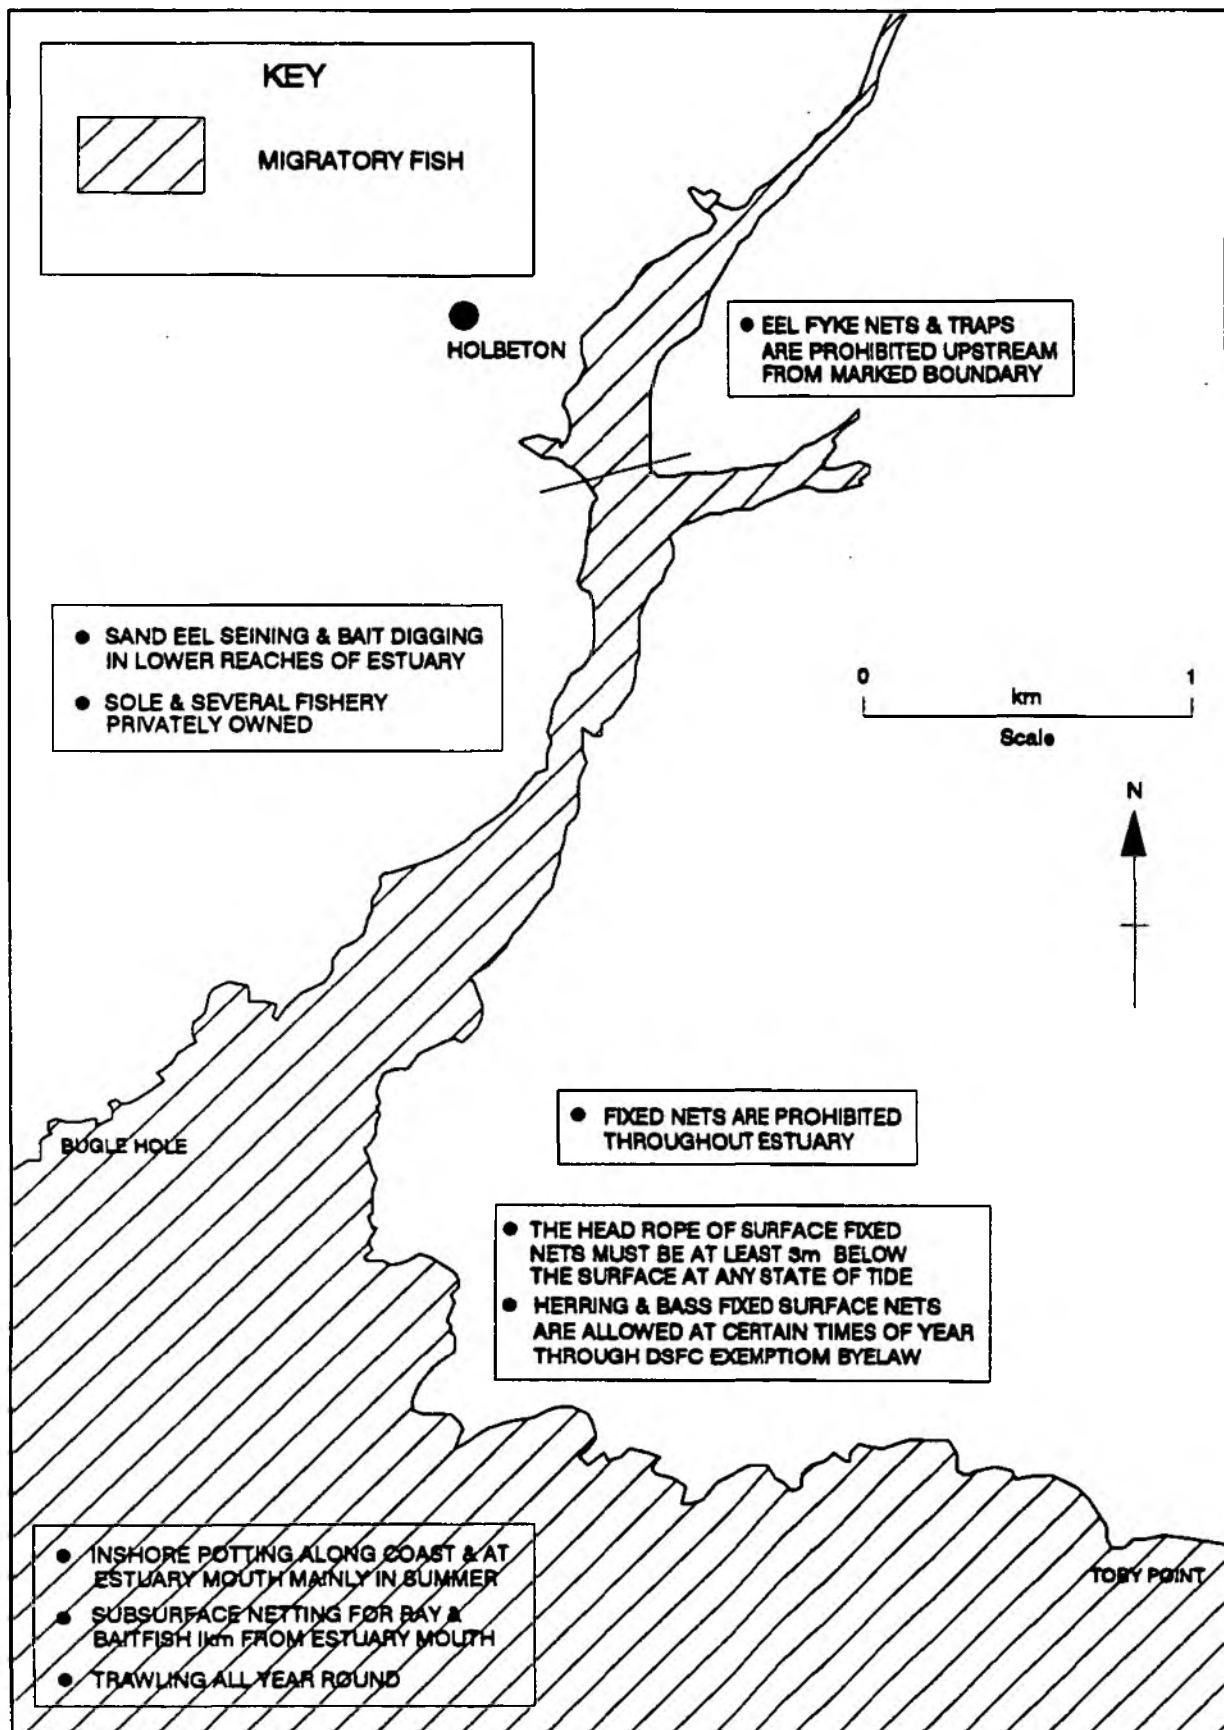 KEY
MIGRATORY FISH
HOLBETON
● EEL FYKE NETS & TRAPS
ARE PROHIBITED UPSTREAM
FROM MARKED BOUNDARY
● SAND EEL SEINING & BAIT DIGGING
IN LOWER REACHES OF ESTUARY
● SOLE & SEVERAL FISHERY
PRIVATELY OWNED
0 1
km
Scale
N
BUGLE HOLE
● FIXED NETS ARE PROHIBITED
THROUGHOUT ESTUARY
● THE HEAD ROPE OF SURFACE FIXED
NETS MUST BE AT LEAST 3m BELOW
THE SURFACE AT ANY STATE OF TIDE
● HERRING & BASS FIXED SURFACE NETS
ARE ALLOWED AT CERTAIN TIMES OF YEAR
THROUGH DSFC EXEMPTIOM BYELAW
● INSHORE POTTING ALONG COAST & AT
ESTUARY MOUTH MAINLY IN SUMMER
● SUBSURFACE NETTING FOR RAY &
BAITFISH 1km FROM ESTUARY MOUTH
● TRAWLING ALL YEAR ROUND
TOBY POINT